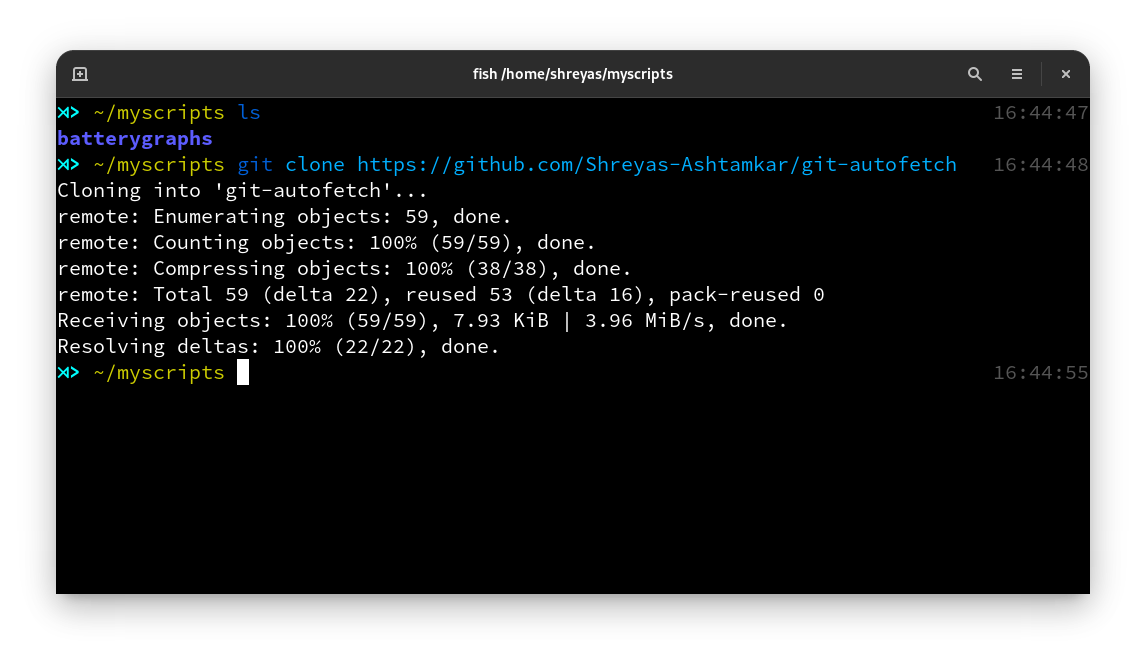 fish /home/shreyas/myscripts
⋊> ~/myscripts ls 16:44:47
batterygraphs
⋊> ~/myscripts git clone https://github.com/Shreyas-Ashtamkar/git-autofetch 16:44:48
Cloning into 'git-autofetch'...
remote: Enumerating objects: 59, done.
remote: Counting objects: 100% (59/59), done.
remote: Compressing objects: 100% (38/38), done.
remote: Total 59 (delta 22), reused 53 (delta 16), pack-reused 0
Receiving objects: 100% (59/59), 7.93 KiB | 3.96 MiB/s, done.
Resolving deltas: 100% (22/22), done.
⋊> ~/myscripts 16:44:55